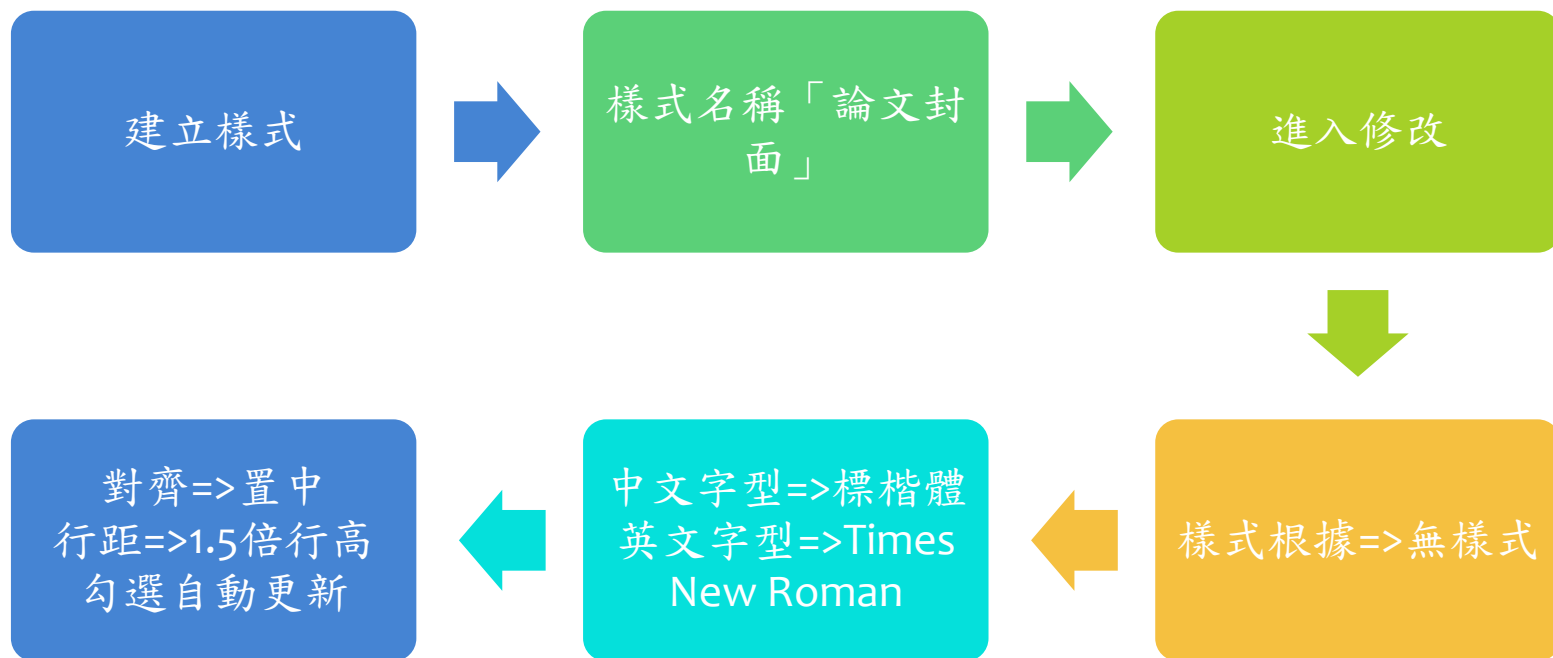 建立樣式
樣式名稱「論文封
面」
進入修改
樣式根據=>無樣式
中文字型=>標楷體
英文字型=>Times
New Roman
對齊=>置中
行距=>1.5倍行高
勾選自動更新